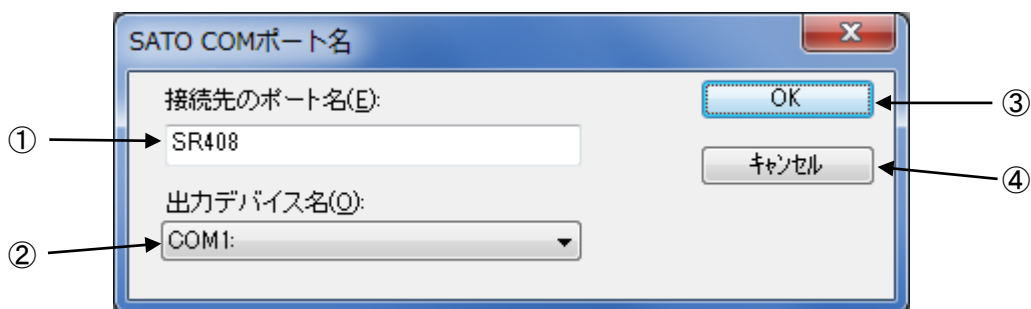 SATO COMポート名
接続先のポート名(E):
OK
③
①
SR408
キャンセル
④
出力デバイス名(O):
②
COM1: